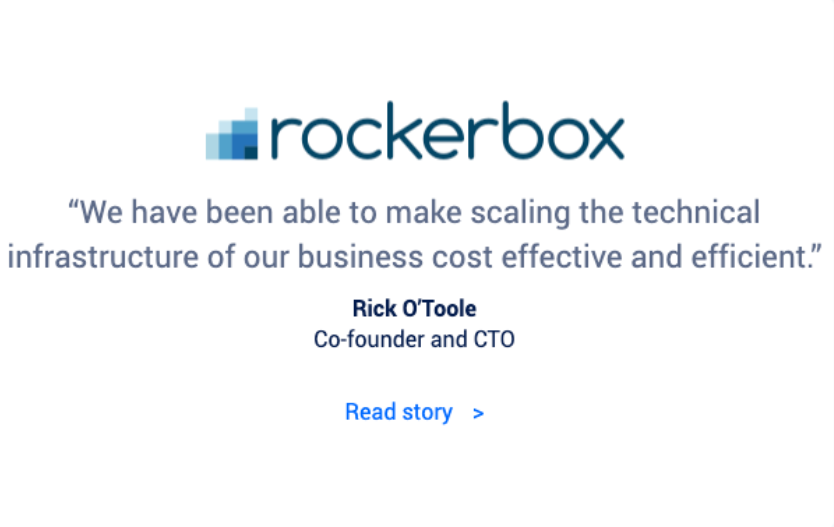 rockerbox
“We have been able to make scaling the technical
infrastructure of our business cost effective and efficient.”
Rick O’Toole
Co-founder and CTO
Read story >